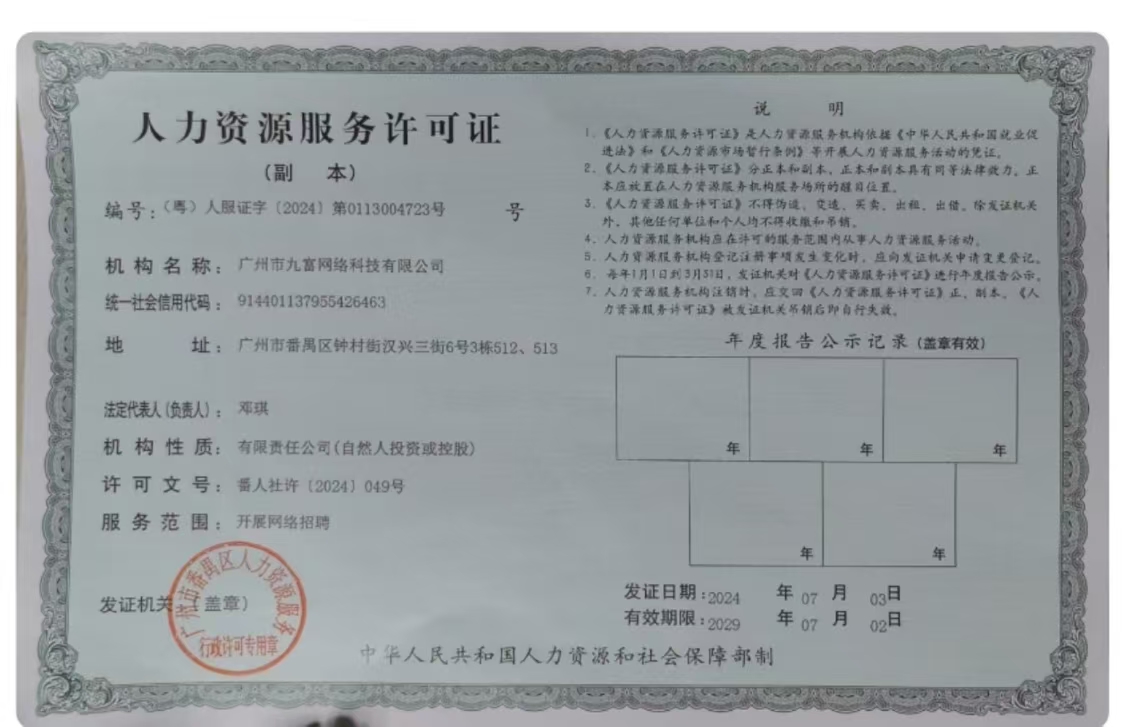 人力资源服务许可证
(副 本)
编号：（粤）人服证字〔2024〕第0113004723号 号
机构名称：广州市九富网络科技有限公司
统一社会信用代码：914401137955426463
地 址：广州市番禺区钟村街汉兴三街6号3栋512、513
法定代表人(负责人)：邓琪
机构性质：有限责任公司(自然人投资或控股)
许可文号：番人社许〔2024〕049号
服务范围：开展网络招聘
发证机关（盖章）
广州市番禺区人力资源服务
行政许可专用章
说 明
1、《人力资源服务许可证》是人力资源服务机构依据《中华人民共和国就业促
进法》和《人力资源市场暂行条例》等开展人力资源服务活动的凭证。
2、《人力资源服务许可证》分正本和副本，正本和副本具有同等法律效力，正
本应放置在人力资源服务机构服务场所的醒目位置。
3、《人力资源服务许可证》不得伪造、变造、买卖、出租、出借，除发证机关
外，其他任何单位和个人均不得收缴和吊销。
4、人力资源服务机构应在许可的服务范围内从事人力资源服务活动。
5、人力资源服务机构登记注册事项发生变化时，应向发证机关申请变更登记。
6、每年1月1日到3月31日，发证机关对《人力资源服务许可证》进行年度报告公示。
7、人力资源服务机构注销时，应交回《人力资源服务许可证》正、副本，《人
力资源服务许可证》被发证机关吊销后即自行失效。
年度报告公示记录(盖章有效)
年 年 年
年 年
发证日期：2024 年 07 月 03日
有效期限：2029 年 07 月 02日
中华人民共和国人力资源和社会保障部制